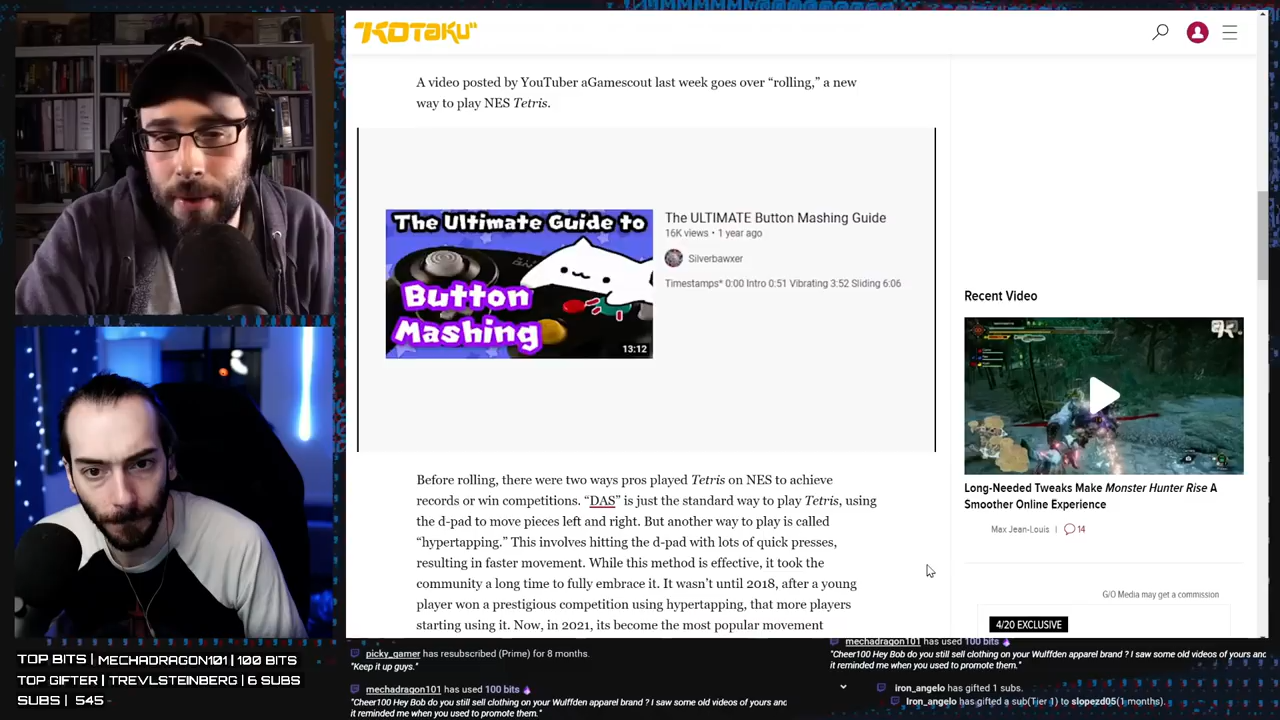 KOTAKU
A video posted by YouTuber aGamescout last week goes over “rolling,” a new
way to play NES Tetris.
The Ultimate Guide to
Button
Mashing
13:12
The ULTIMATE Button Mashing Guide
16K views • 1 year ago
Silverbawxer
Timestamps* 0:00 Intro 0:51 Vibrating 3:52 Sliding 6:06
Before rolling, there were two ways pros played Tetris on NES to achieve
records or win competitions. “DAS” is just the standard way to play Tetris, using
the d-pad to move pieces left and right. But another way to play is called
“hypertapping.” This involves hitting the d-pad with lots of quick presses,
resulting in faster movement. While this method is effective, it took the
community a long time to fully embrace it. It wasn’t until 2018, after a young
player won a prestigious competition using hypertapping, that more players
starting using it. Now, in 2021, its become the most popular movement
Recent Video
Long-Needed Tweaks Make Monster Hunter Rise A
Smoother Online Experience
Max Jean-Louis | 14
G/O Media may get a commission
4/20 EXCLUSIVE
TOP BITS | MECHADRAGON101 | 100 BITS
TOP GIFTER | TREVLSTEINBERG | 6 SUBS
SUBS | 545
picky_gamer has resubscribed (Prime) for 8 months.
"Keep it up guys."
mechadragon101 has used 100 bits
"Cheer100 Hey Bob do you still sell clothing on your Wulffden apparel brand ? I saw some old videos of yours and
it reminded me when you used to promote them."
mechadragon101 has used 100 bits
"Cheer100 Hey Bob do you still sell clothing on your Wulffden apparel brand ? I saw some old videos of yours and
it reminded me when you used to promote them."
iron_angelo has gifted 1 subs.
Iron_angelo has gifted a sub(Tier 1) to slopezd05(1 months).